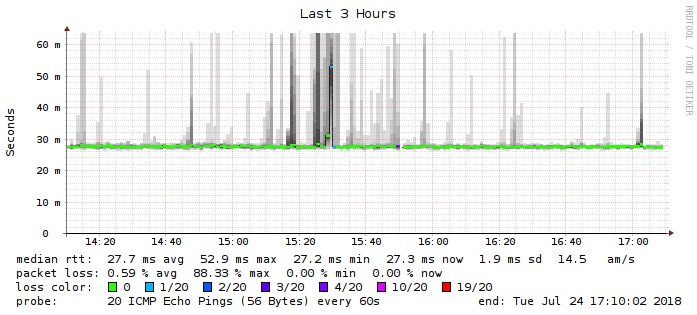 Last 3 Hours
RRDTOOL / TOBI OETIKER
Seconds
60 m
50 m
40 m
30 m
20 m
10 m
0
14:20 14:40 15:00 15:20 15:40 16:00 16:20 16:40 17:00
median rtt: 27.7 ms avg 52.9 ms max 27.2 ms min 27.3 ms now 1.9 ms sd 14.5 am/s
packet loss: 0.59 % avg 88.33 % max 0.00 % min 0.00 % now
loss color: 0 1/20 2/20 3/20 4/20 10/20 19/20
probe: 20 ICMP Echo Pings (56 Bytes) every 60s end: Tue Jul 24 17:10:02 2018